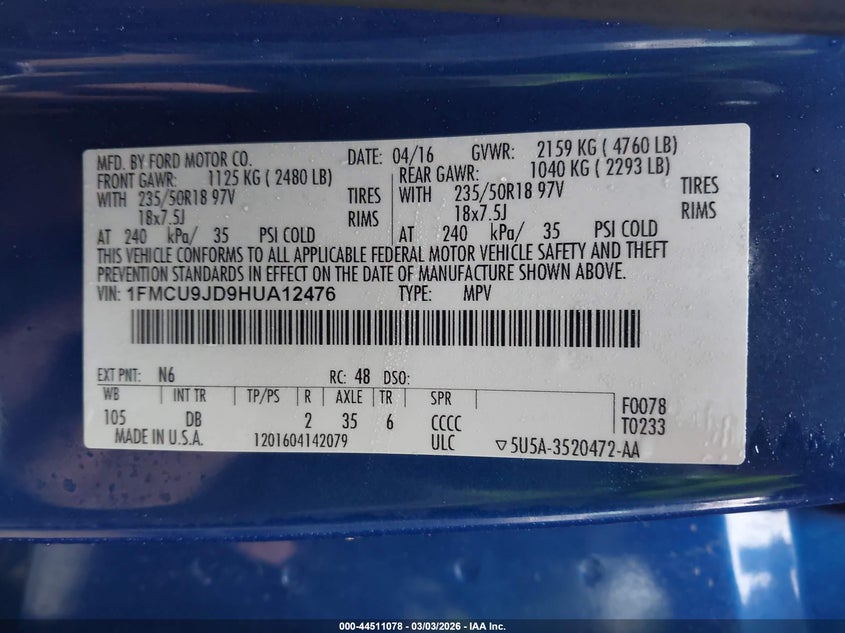 MFD. BY FORD MOTOR CO. DATE: 04/16 GVWR: 2159 KG ( 4760 LB)
FRONT GAWR: 1125 KG ( 2480 LB) REAR GAWR: 1040 KG ( 2293 LB)
WITH 235/50R18 97V TIRES WITH 235/50R18 97V TIRES
18x7.5J RIMS 18x7.5J RIMS
AT 240 kPa/ 35 PSI COLD AT 240 kPa/ 35 PSI COLD
THIS VEHICLE CONFORMS TO ALL APPLICABLE FEDERAL MOTOR VEHICLE SAFETY AND THEFT
PREVENTION STANDARDS IN EFFECT ON THE DATE OF MANUFACTURE SHOWN ABOVE.
VIN: 1FMCU9JD9HUA12476 TYPE: MPV
EXT PNT: N6 RC: 48 DSO:
WB INT TR TP/PS R AXLE TR SPR F0078
105 DB 2 35 6 CCCC T0233
MADE IN U.S.A. 1201604142079 ULC ▽5U5A-3520472-AA
000-44511078 — 03/03/2026 — IAA Inc.